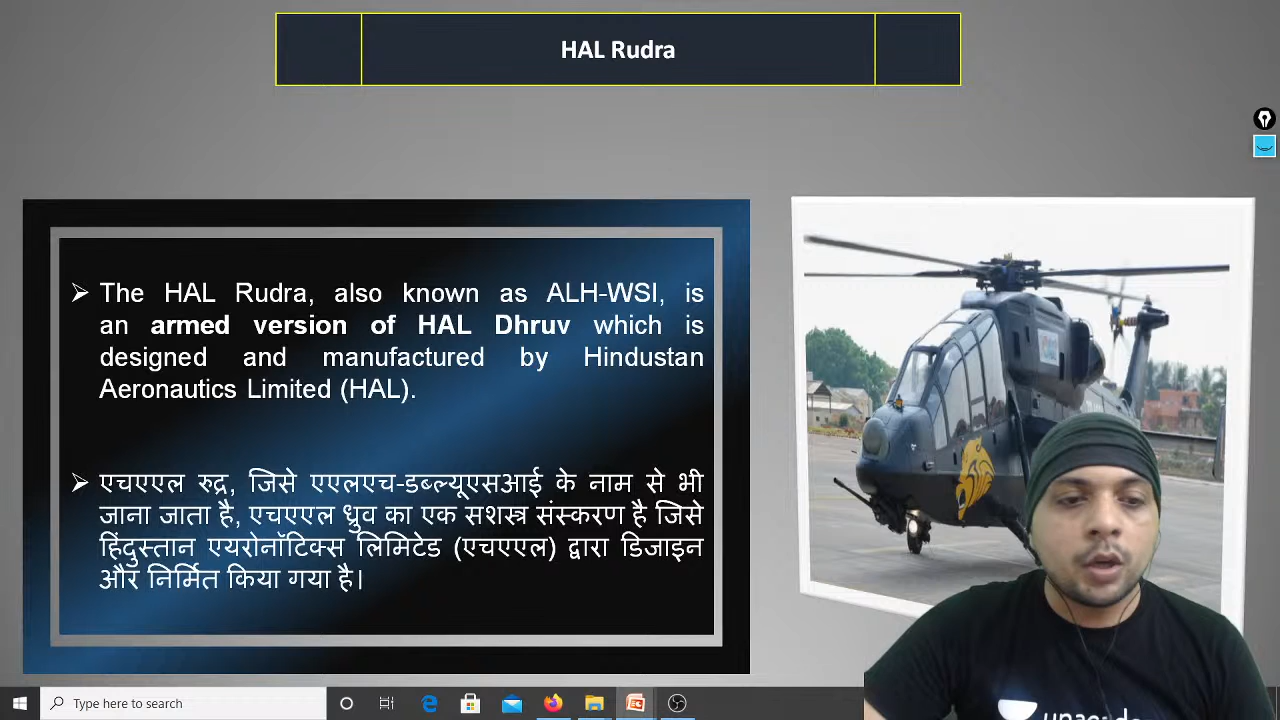 HAL Rudra
➢ The HAL Rudra, also known as ALH-WSI, is
an armed version of HAL Dhruv which is
designed and manufactured by Hindustan
Aeronautics Limited (HAL).
➢ एचएएल रुद्र, जिसे एएलएच-डब्ल्यूएसआई के नाम से भी
जाना जाता है, एचएएल ध्रुव का एक सशस्त्र संस्करण है जिसे
हिंदुस्तान एयरोनॉटिक्स लिमिटेड (एचएएल) द्वारा डिजाइन
और निर्मित किया गया है।
Type here to search